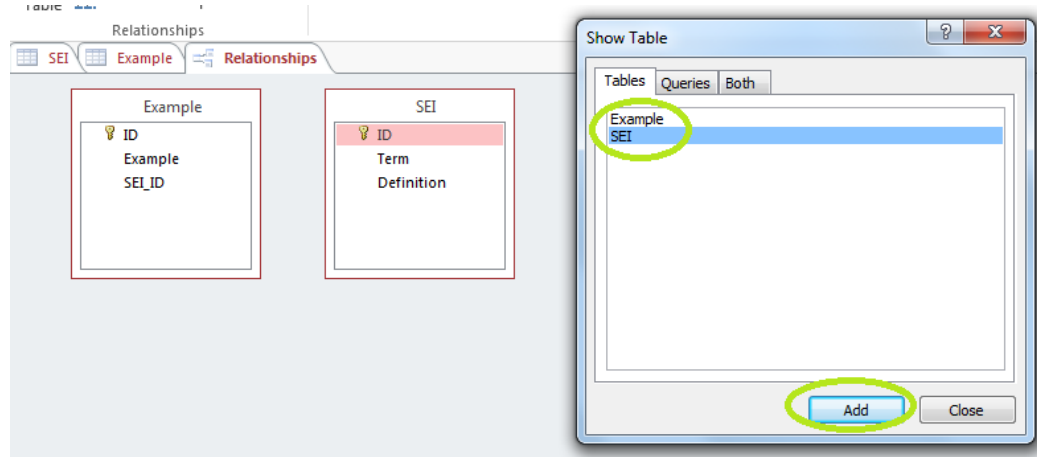 Table
Relationships
SEI Example Relationships
Example
ID
Example
SEI_ID
SEI
ID
Term
Definition
Show Table
Tables Queries Both
Example
SEI
Add Close